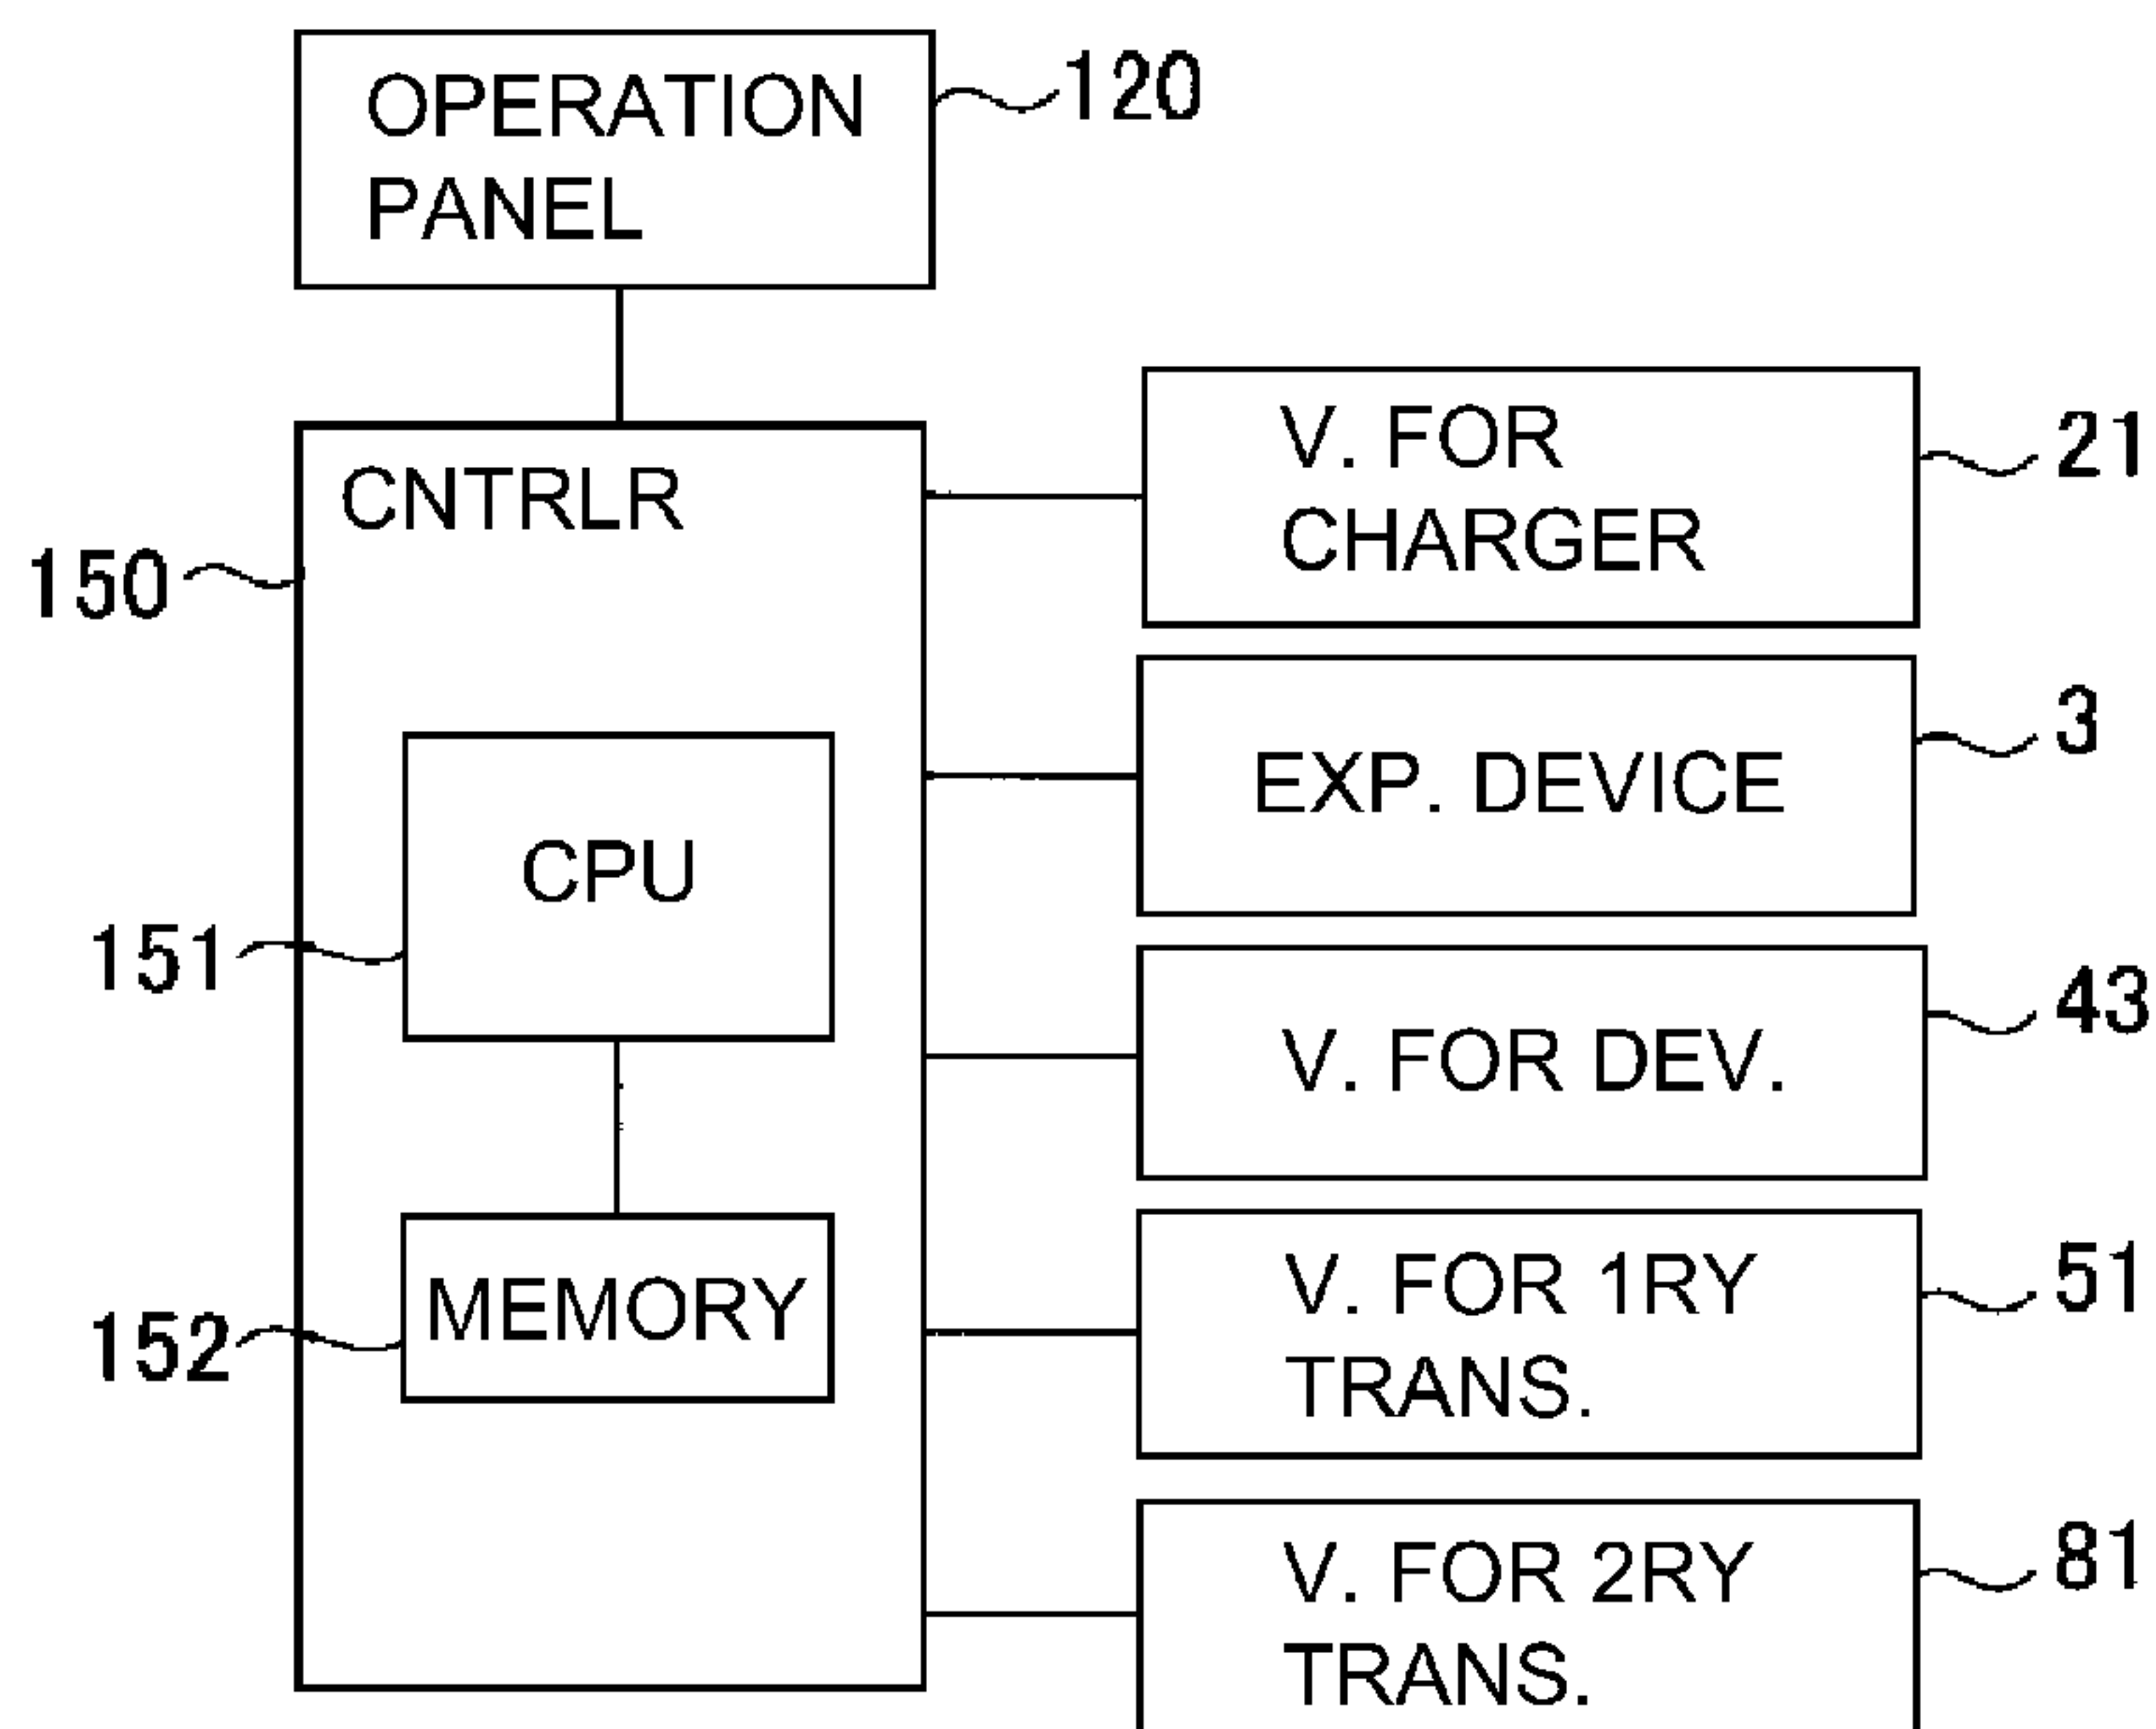 OPERATION
PANEL
120
V. FOR
CHARGER
21
CNTRLR
150
EXP. DEVICE
3
CPU
151
V. FOR DEV.
43
MEMORY
152
V. FOR 1RY
TRANS.
51
V. FOR 2RY
TRANS.
81